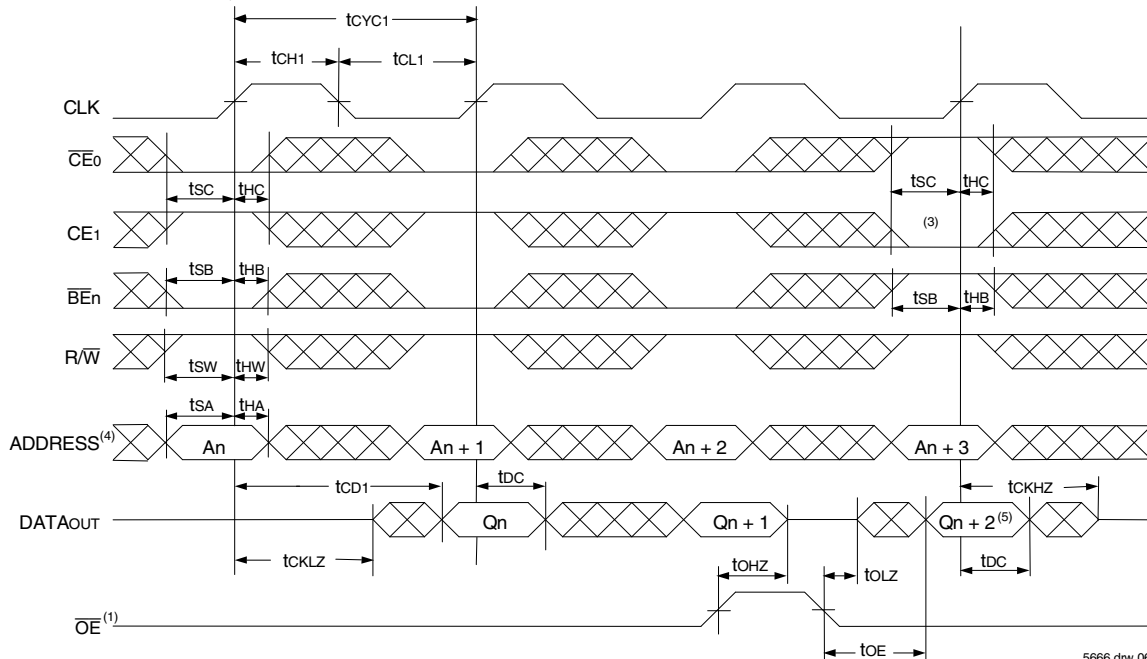 tCYC1
tCH1 tCL1
CLK
CE0
tSC tHC tSC tHC
CE1 (3)
tSB tHB
BEn tSB tHB
R/W
tSW tHW
tSA tHA
ADDRESS(4) An An + 1 An + 2 An + 3
tCD1 tDC tCKHZ
DATAOUT Qn Qn + 1 Qn + 2(5)
tCKLZ tOHZ tOLZ tDC
OE(1)
tOE